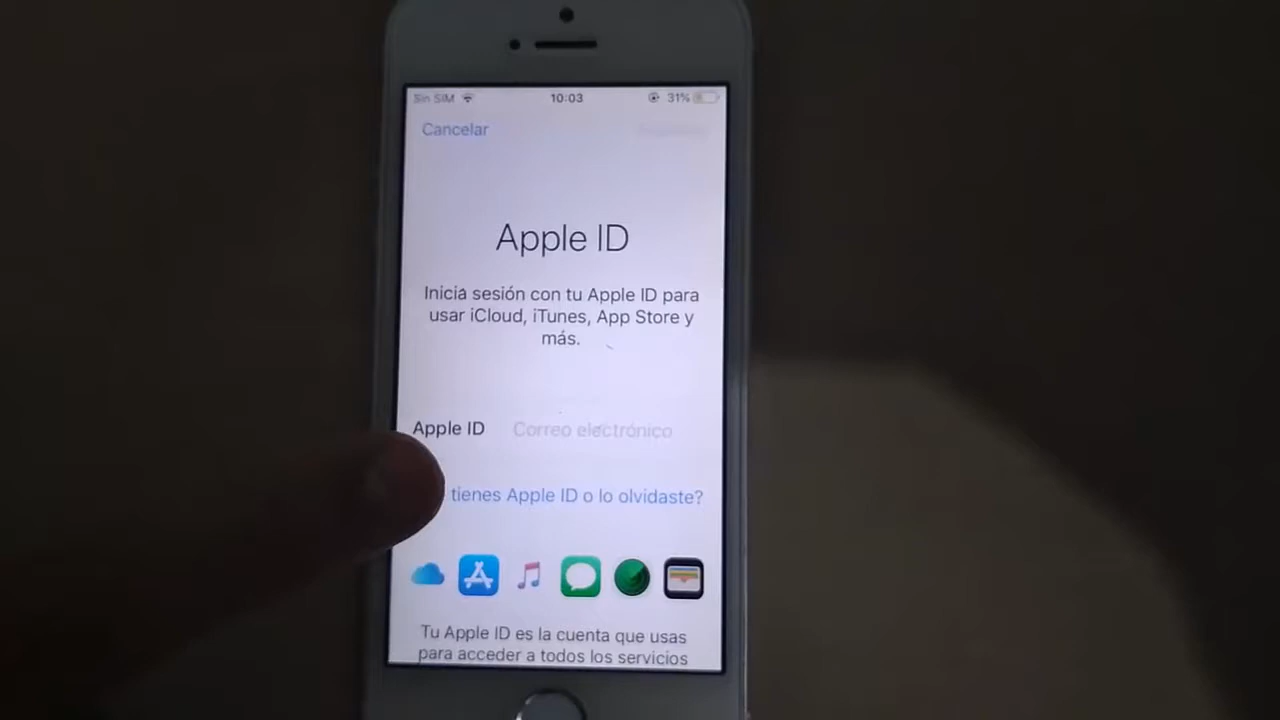 Sin SIM 10:03 31%
Cancelar
Apple ID
Iniciá sesión con tu Apple ID para
usar iCloud, iTunes, App Store y
más.
Apple ID Correo electrónico
tienes Apple ID o lo olvidaste?
Tu Apple ID es la cuenta que usas
para acceder a todos los servicios